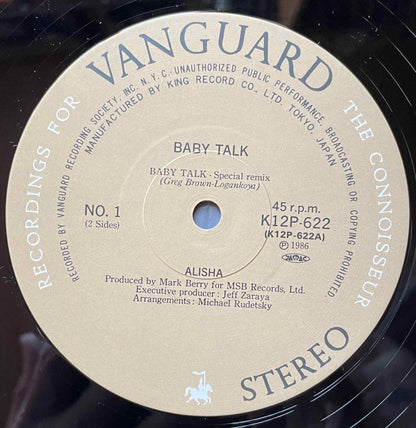 RECORDINGS FOR
VANGUARD
THE CONNOISSEUR
RECORDED BY VANGUARD RECORDING SOCIETY, INC. N.Y.C.-UNAUTHORIZED PUBLIC PERFORMANCE, BROADCASTING OR COPYING PROHIBITED.
MANUFACTURED BY KING RECORD CO., LTD. TOKYO, JAPAN
BABY TALK
BABY TALK - Special remix
(Greg Brown-Logankoya)
NO. 1
(2 Sides)
45 r.p.m.
K12P-622
(K12P-622A)
Ⓟ 1986
ALISHA
Produced by Mark Berry for MSB Records, Ltd.
Executive producer : Jeff Zaraya
Arrangements : Michael Rudetsky
STEREO